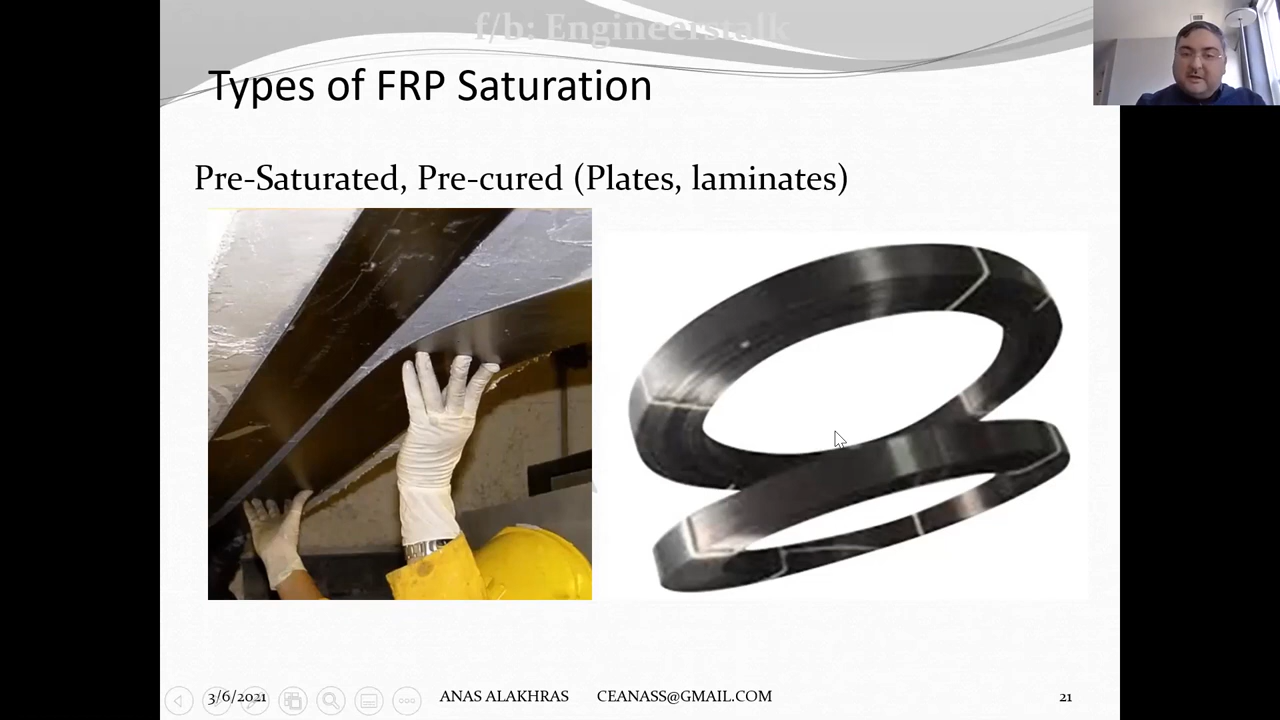 f/b: Engineerstalk
Types of FRP Saturation
Pre-Saturated, Pre-cured (Plates, laminates)
3/6/2021
ANAS ALAKHRAS CEANASS@GMAIL.COM
21